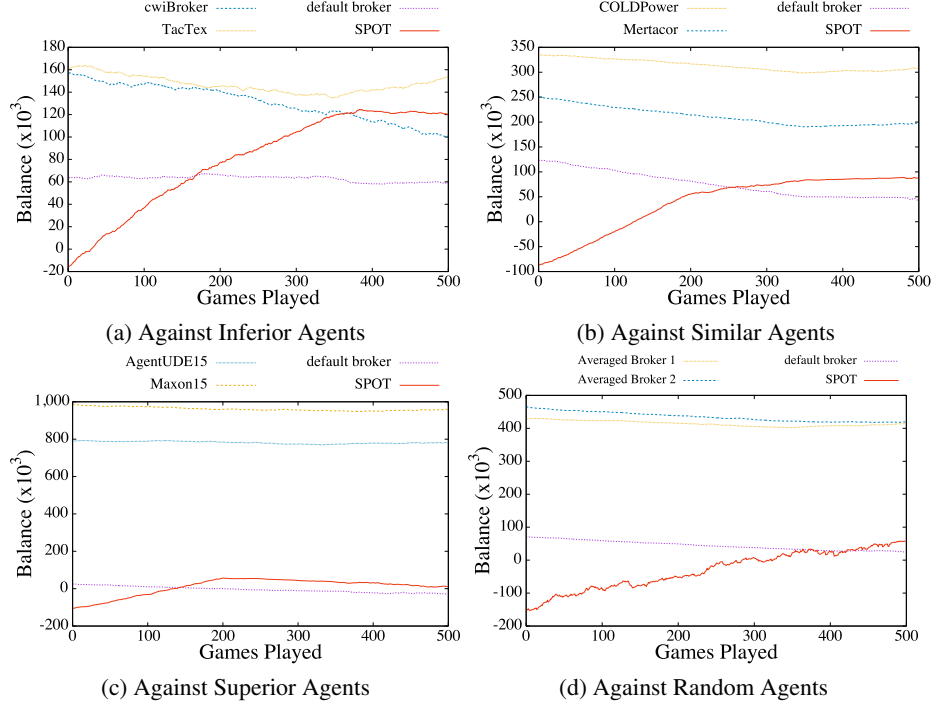 cwiBroker default broker
TacTex SPOT
180
160
140
120
100
80
60
40
20
0
-20
Balance (x10³)
0 100 200 300 400 500
Games Played
(a) Against Inferior Agents
COLDPower default broker
Mertacor SPOT
350
300
250
200
150
100
50
0
-50
-100
Balance (x10³)
0 100 200 300 400 500
Games Played
(b) Against Similar Agents
AgentUDE15 default broker
Maxon15 SPOT
1,000
800
600
400
200
0
-200
Balance (x10³)
0 100 200 300 400 500
Games Played
(c) Against Superior Agents
Averaged Broker 1 default broker
Averaged Broker 2 SPOT
500
400
300
200
100
0
-100
-200
Balance (x10³)
0 100 200 300 400 500
Games Played
(d) Against Random Agents